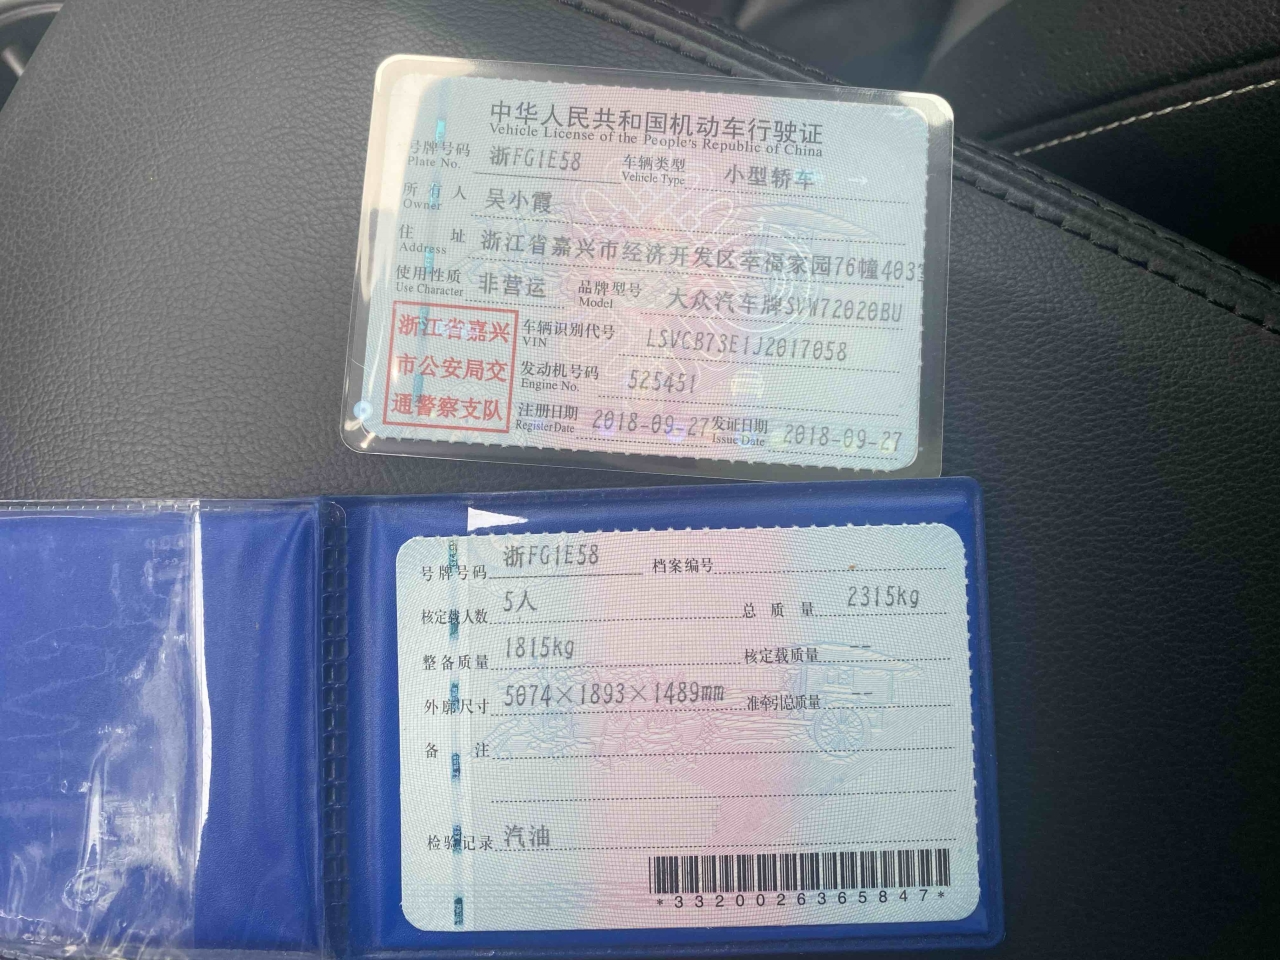 中华人民共和国机动车行驶证
Vehicle License of the People's Republic of China
号牌号码 浙FG1E58 车辆类型 小型轿车
Plate No. Vehicle Type
所有人 吴小霞
Owner
住址 浙江省嘉兴市经济开发区幸福家园76幢403
Address
使用性质 非营运 品牌型号 大众汽车牌SVW72020BU
Use Character Model
浙江省嘉兴
市公安局交
通警察支队
车辆识别代号 LSVCB73E1J2017058
VIN
发动机号码 525451
Engine No.
注册日期 2018-09-27 发证日期 2018-09-27
Register Date Issue Date
号牌号码 浙FG1E58 档案编号
核定载人数 5人 总质量 2315kg
整备质量 1815kg 核定载质量 --
外廓尺寸 5074×1893×1489mm 准牵引总质量 --
备注
检验记录 汽油
*3320026365847*